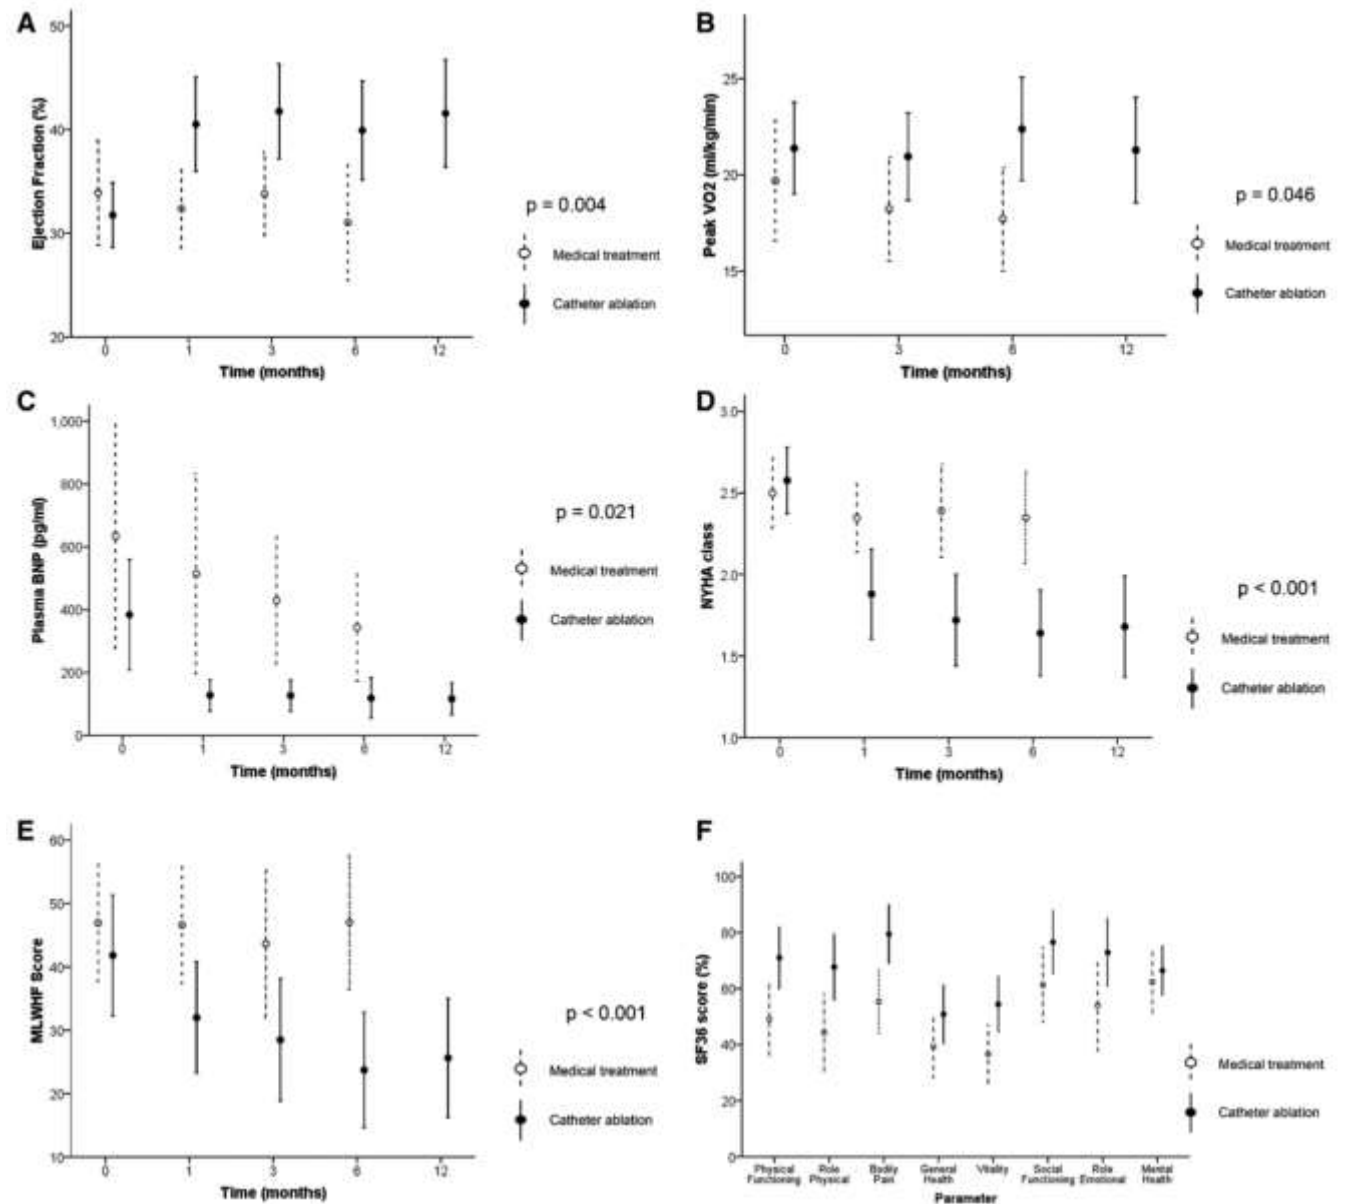 A
Ejection Fraction (%)
50
40
30
20
0 1 3 6 12
Time (months)
p = 0.004
Medical treatment
Catheter ablation
B
Peak VO2 (ml/kg/min)
25
20
15
0 3 6 12
Time (months)
p = 0.046
Medical treatment
Catheter ablation
C
Plasma BNP (pg/ml)
1,000
800
600
400
200
0
0 1 3 6 12
Time (months)
p = 0.021
Medical treatment
Catheter ablation
D
NYHA class
3.0
2.5
2.0
1.5
1.0
0 1 3 6 12
Time (months)
p < 0.001
Medical treatment
Catheter ablation
E
MLWHF Score
60
50
40
30
20
10
0 1 3 6 12
Time (months)
p < 0.001
Medical treatment
Catheter ablation
F
SF36 score (%)
100
80
60
40
20
0
Physical Role Bodily General Vitality Social Role Mental
Functioning Physical Pain Health Functioning Emotional Health
Parameter
Medical treatment
Catheter ablation